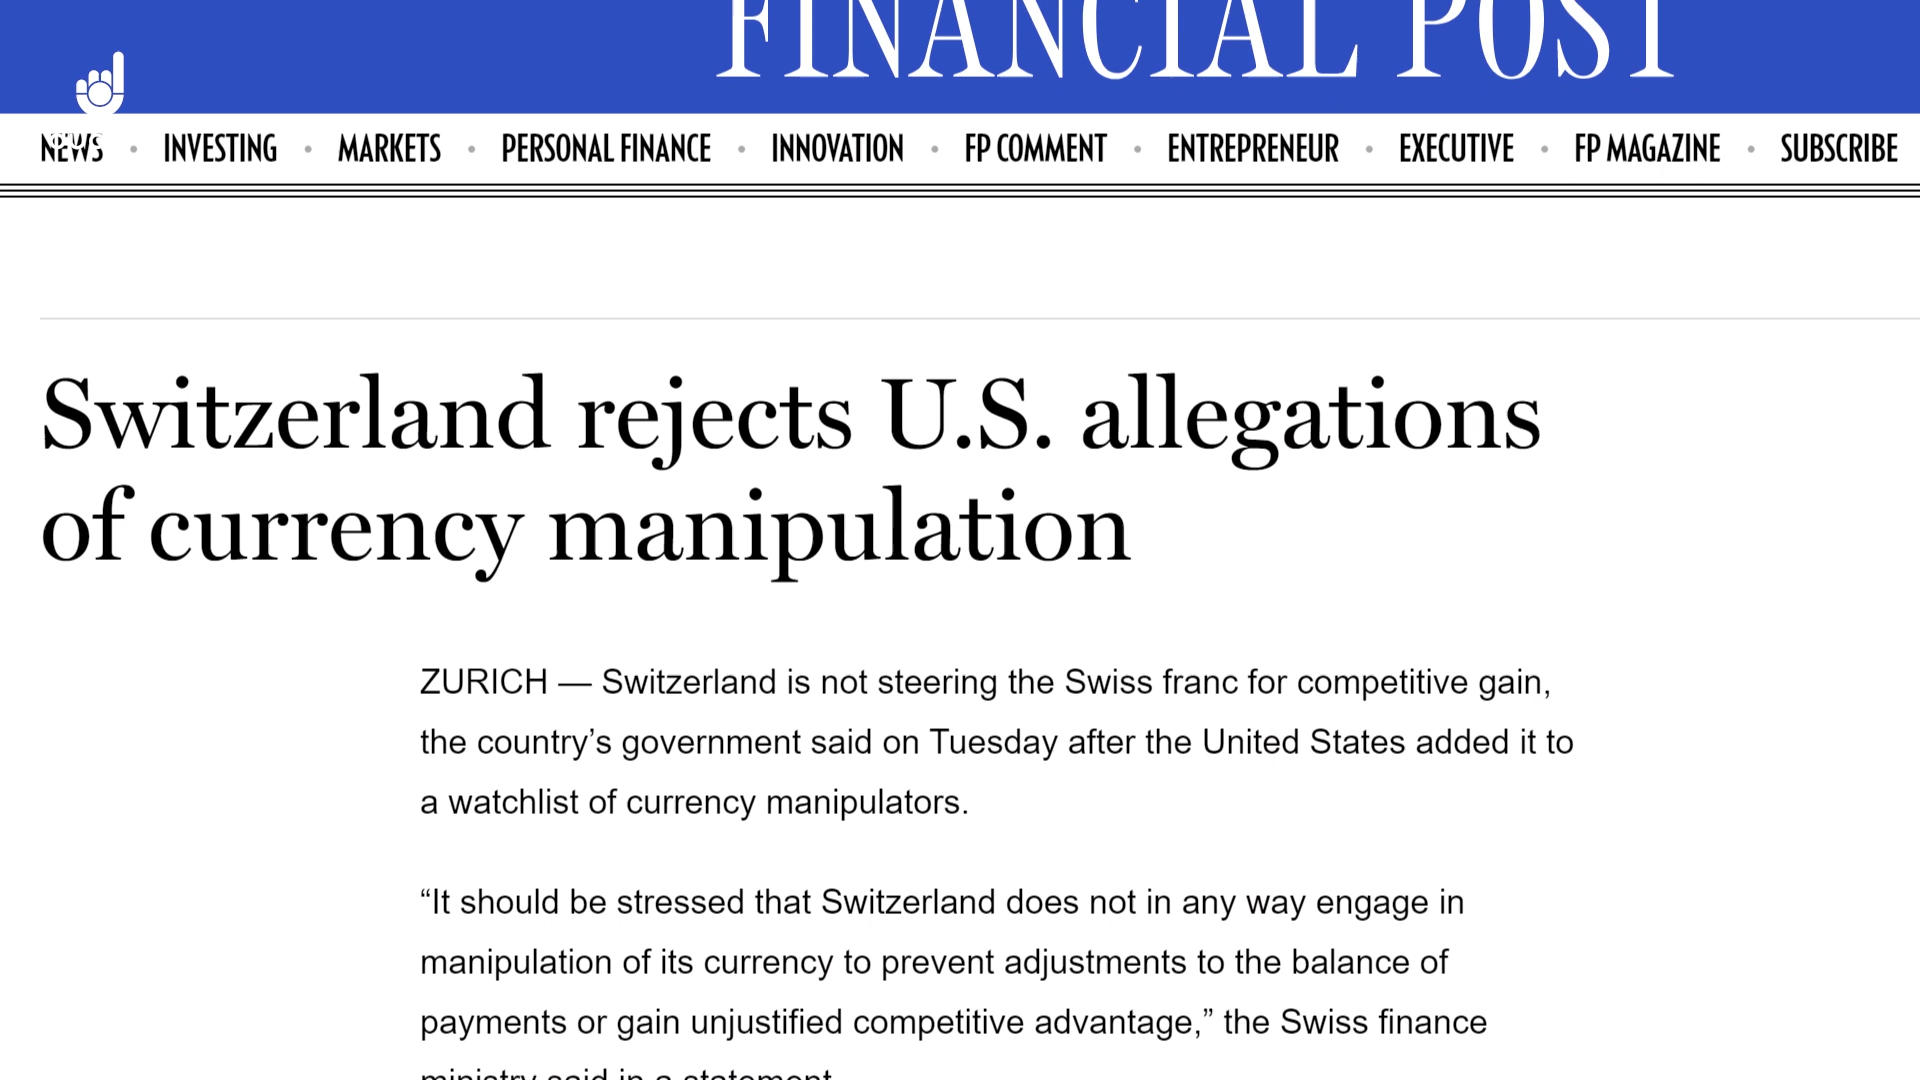 FINANCIAL POST
NEWS • INVESTING • MARKETS • PERSONAL FINANCE • INNOVATION • FP COMMENT • ENTREPRENEUR • EXECUTIVE • FP MAGAZINE • SUBSCRIBE
Switzerland rejects U.S. allegations
of currency manipulation
ZURICH — Switzerland is not steering the Swiss franc for competitive gain,
the country’s government said on Tuesday after the United States added it to
a watchlist of currency manipulators.
“It should be stressed that Switzerland does not in any way engage in
manipulation of its currency to prevent adjustments to the balance of
payments or gain unjustified competitive advantage,” the Swiss finance
ministry said in a statement.